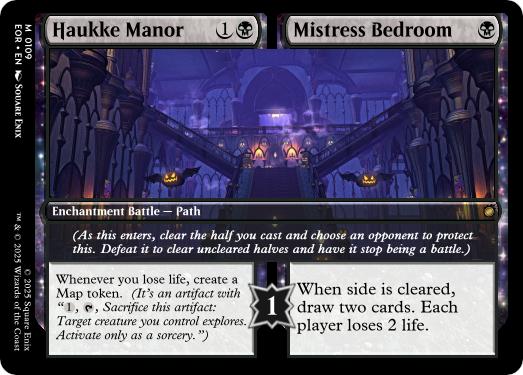 Haukke Manor 1
Mistress Bedroom
M 0109
EOR • EN SQUARE ENIX
™ & © 2025 Wizards of the Coast
© 2025 Square Enix
Enchantment Battle — Path
(As this enters, clear the half you cast and choose an opponent to protect
this. Defeat it to clear uncleared halves and have it stop being a battle.)
Whenever you lose life, create a
Map token. (It's an artifact with
“1, , Sacrifice this artifact:
Target creature you control explores.
Activate only as a sorcery.”)
1
When side is cleared,
draw two cards. Each
player loses 2 life.